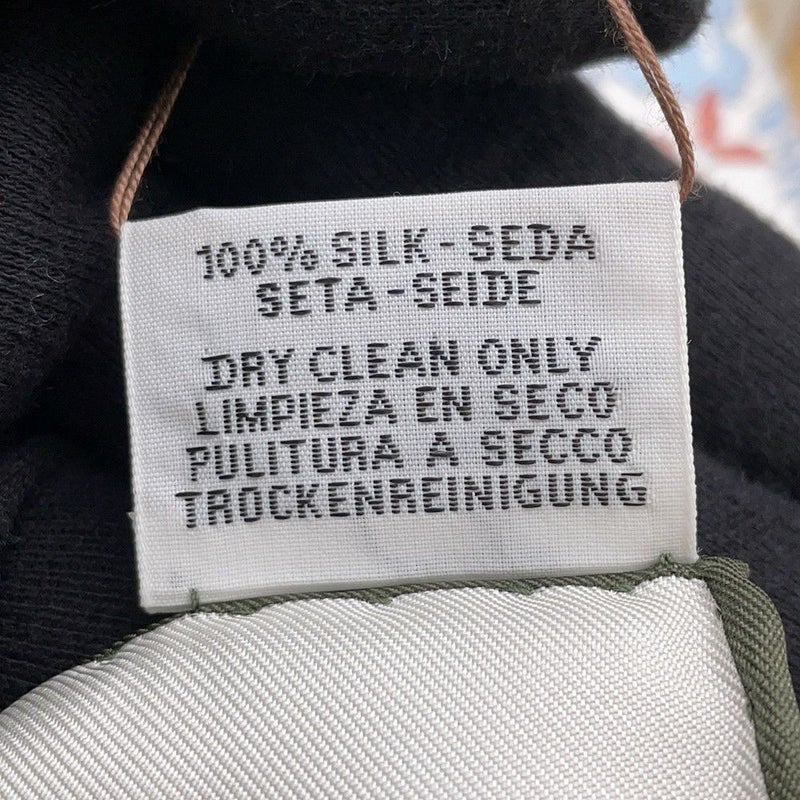 100% SILK - SEDA
SETA - SEIDE
DRY CLEAN ONLY
LIMPIEZA EN SECO
PULITURA A SECCO
TROCKENREINIGUNG